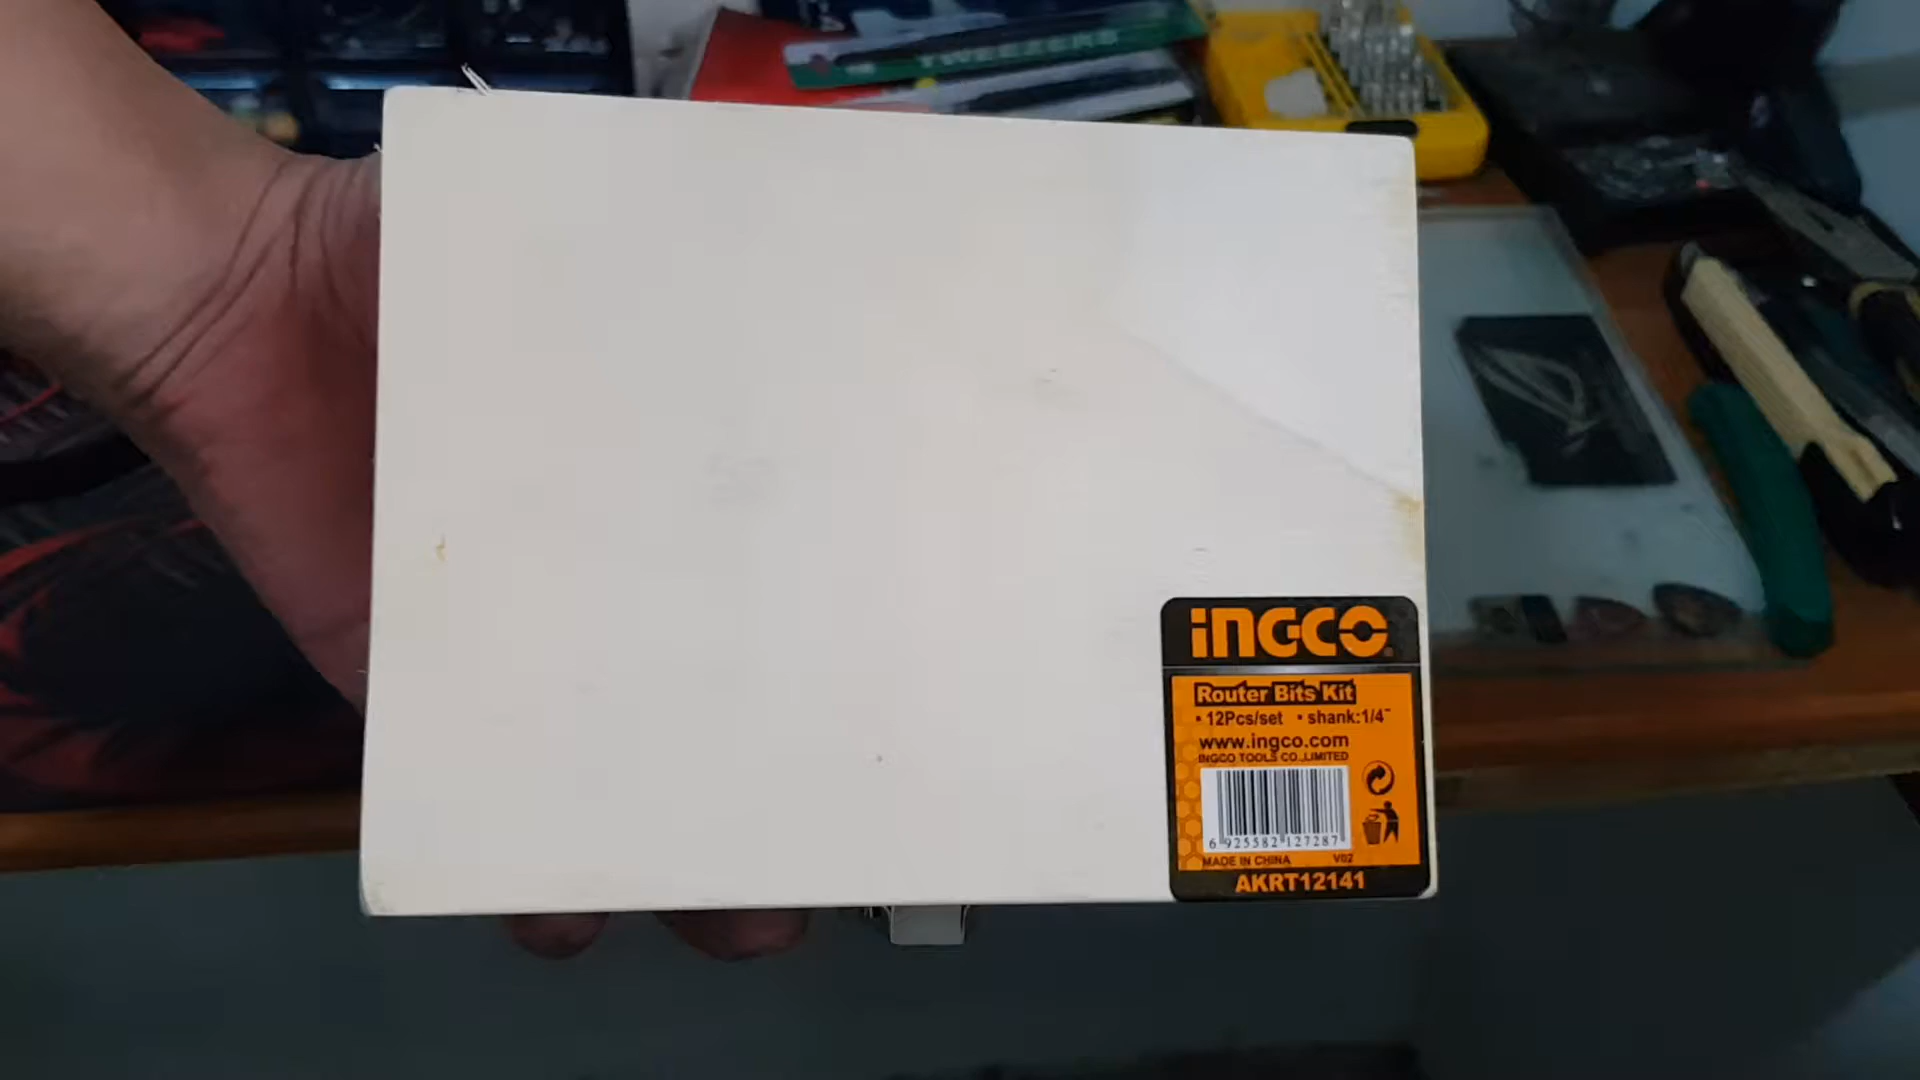 TWEEZERS
INGCO
Router Bits Kit
• 12Pcs/set • shank:1/4"
www.ingco.com
INGCO TOOLS CO.,LIMITED
6 925582 127287
MADE IN CHINA V02
AKRT12141